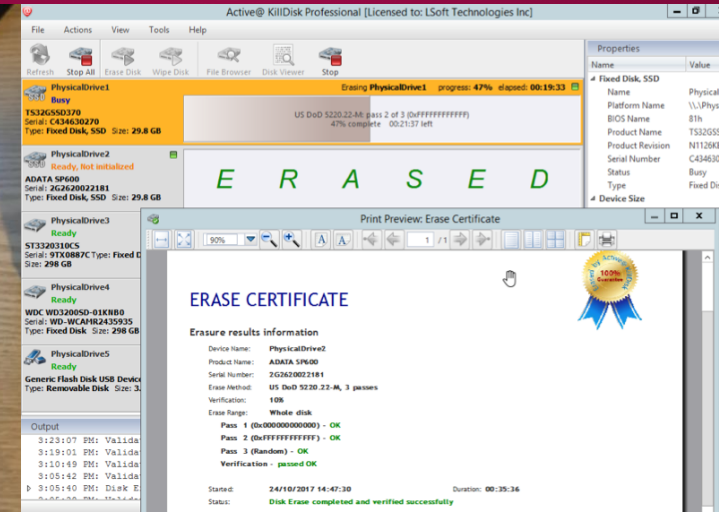 Active@ KillDisk Professional [Licensed to: LSoft Technologies Inc]
File Actions View Tools Help
Refresh Stop All Erase Disk Wipe Disk File Browser Disk Viewer Stop
PhysicalDrive1
Busy
TS32GSSD370
Serial: C434630270
Type: Fixed Disk, SSD Size: 29.8 GB
Erasing PhysicalDrive1 progress: 47% elapsed: 00:19:33
US DoD 5220.22-M: pass 2 of 3 (0xFFFFFFFFFFFF)
47% complete 00:21:37 left
PhysicalDrive2
Ready, Not initialized
ADATA SP600
Serial: 2G2620022181
Type: Fixed Disk, SSD Size: 29.8 GB
E R A S E D
PhysicalDrive3
Ready
ST3320310CS
Serial: 9TX0887C Type: Fixed D
Size: 298 GB
PhysicalDrive4
Ready
WDC WD3200SD-01KNB0
Serial: WD-WCAMR2435935
Type: Fixed Disk Size: 298 GB
PhysicalDrive5
Ready
Generic Flash Disk USB Device
Type: Removable Disk Size: 3.
Output
3:23:07 PM: Valida
3:19:01 PM: Valida
3:10:49 PM: Valida
3:05:42 PM: Valida
3:05:40 PM: Disk E
Properties
Name Value
Fixed Disk, SSD
Name Physical
Platform Name \\.\Phys
BIOS Name 81h
Product Name TS32GSS
Product Revision N1126KE
Serial Number C434630
Status Busy
Type Fixed Dis
Device Size
Print Preview: Erase Certificate
90% 1 /1
100%
Guarantee
ERASE CERTIFICATE
Erasure results information
Device Name: PhysicalDrive2
Product Name: ADATA SP600
Serial Number: 2G2620022181
Erase Method: US DoD 5220.22-M, 3 passes
Verification: 10%
Erase Range: Whole disk
Pass 1 (0x000000000000) - OK
Pass 2 (0xFFFFFFFFFFFF) - OK
Pass 3 (Random) - OK
Verification - passed OK
Started: 24/10/2017 14:47:30 Duration: 00:35:36
Status: Disk Erase completed and verified successfully